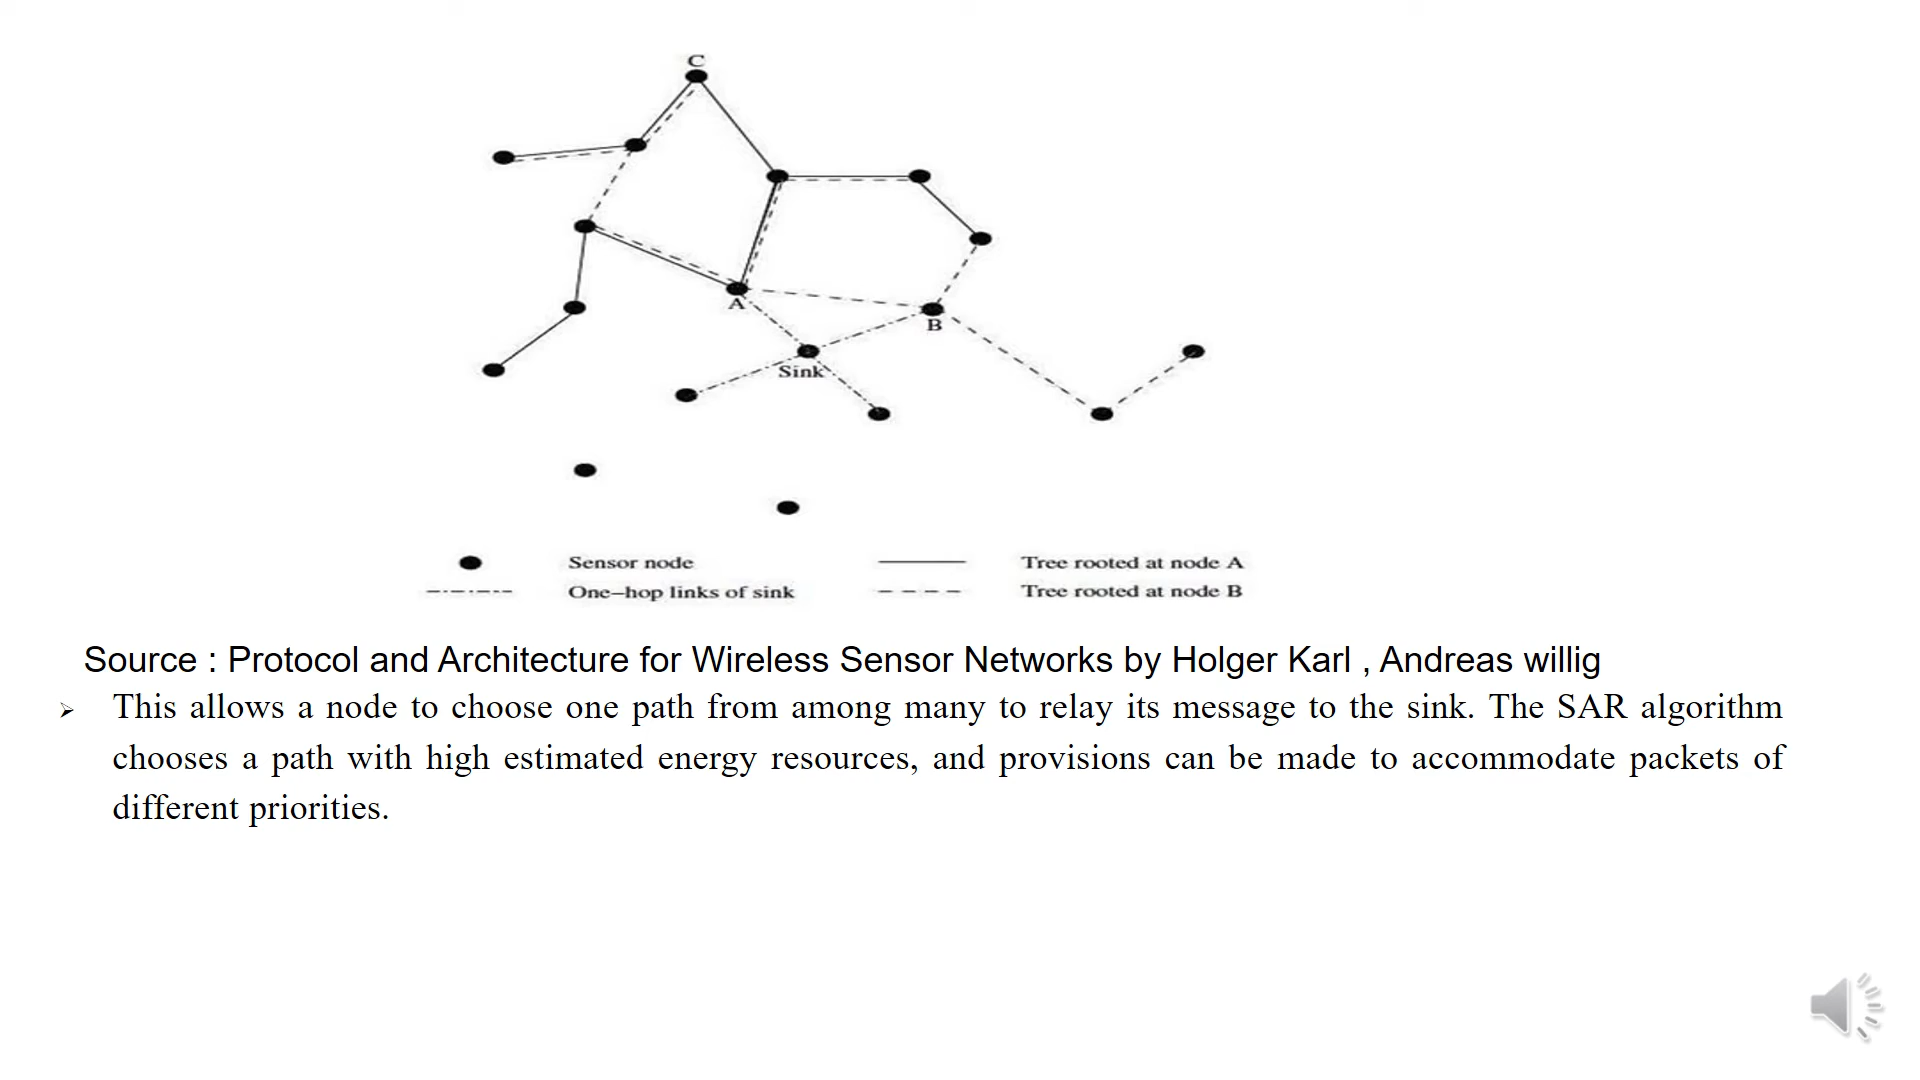 C
A
B
Sink
Sensor node
Tree rooted at node A
One–hop links of sink
Tree rooted at node B
Source : Protocol and Architecture for Wireless Sensor Networks by Holger Karl , Andreas willig
This allows a node to choose one path from among many to relay its message to the sink. The SAR algorithm
chooses a path with high estimated energy resources, and provisions can be made to accommodate packets of
different priorities.